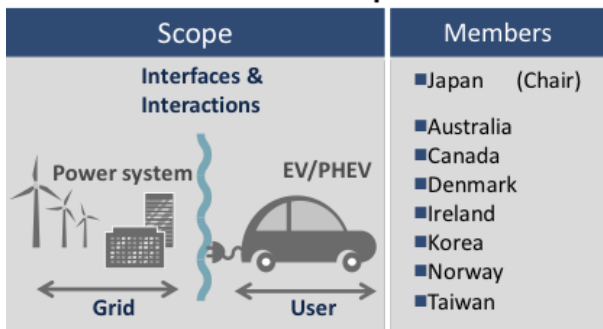 Scope
Interfaces &
Interactions
Power system
EV/PHEV
Grid
User
Members
■Japan (Chair)
■Australia
■Canada
■Denmark
■Ireland
■Korea
■Norway
■Taiwan